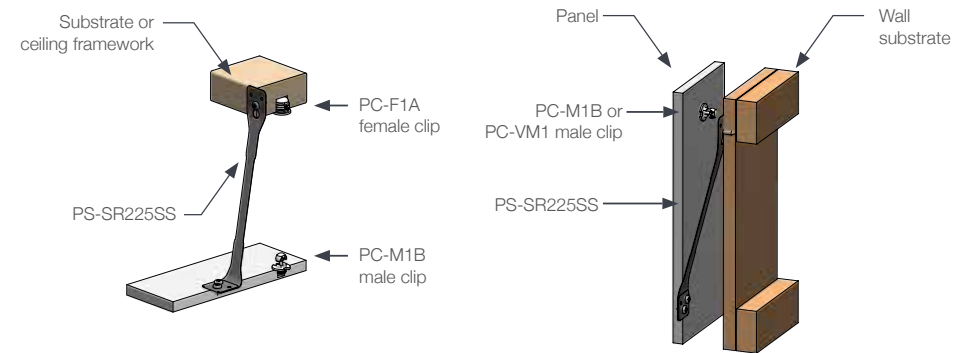 Substrate or
ceiling framework
PC-F1A
female clip
PS-SR225SS
PC-M1B
male clip
Panel
Wall
substrate
PC-M1B or
PC-VM1 male clip
PS-SR225SS